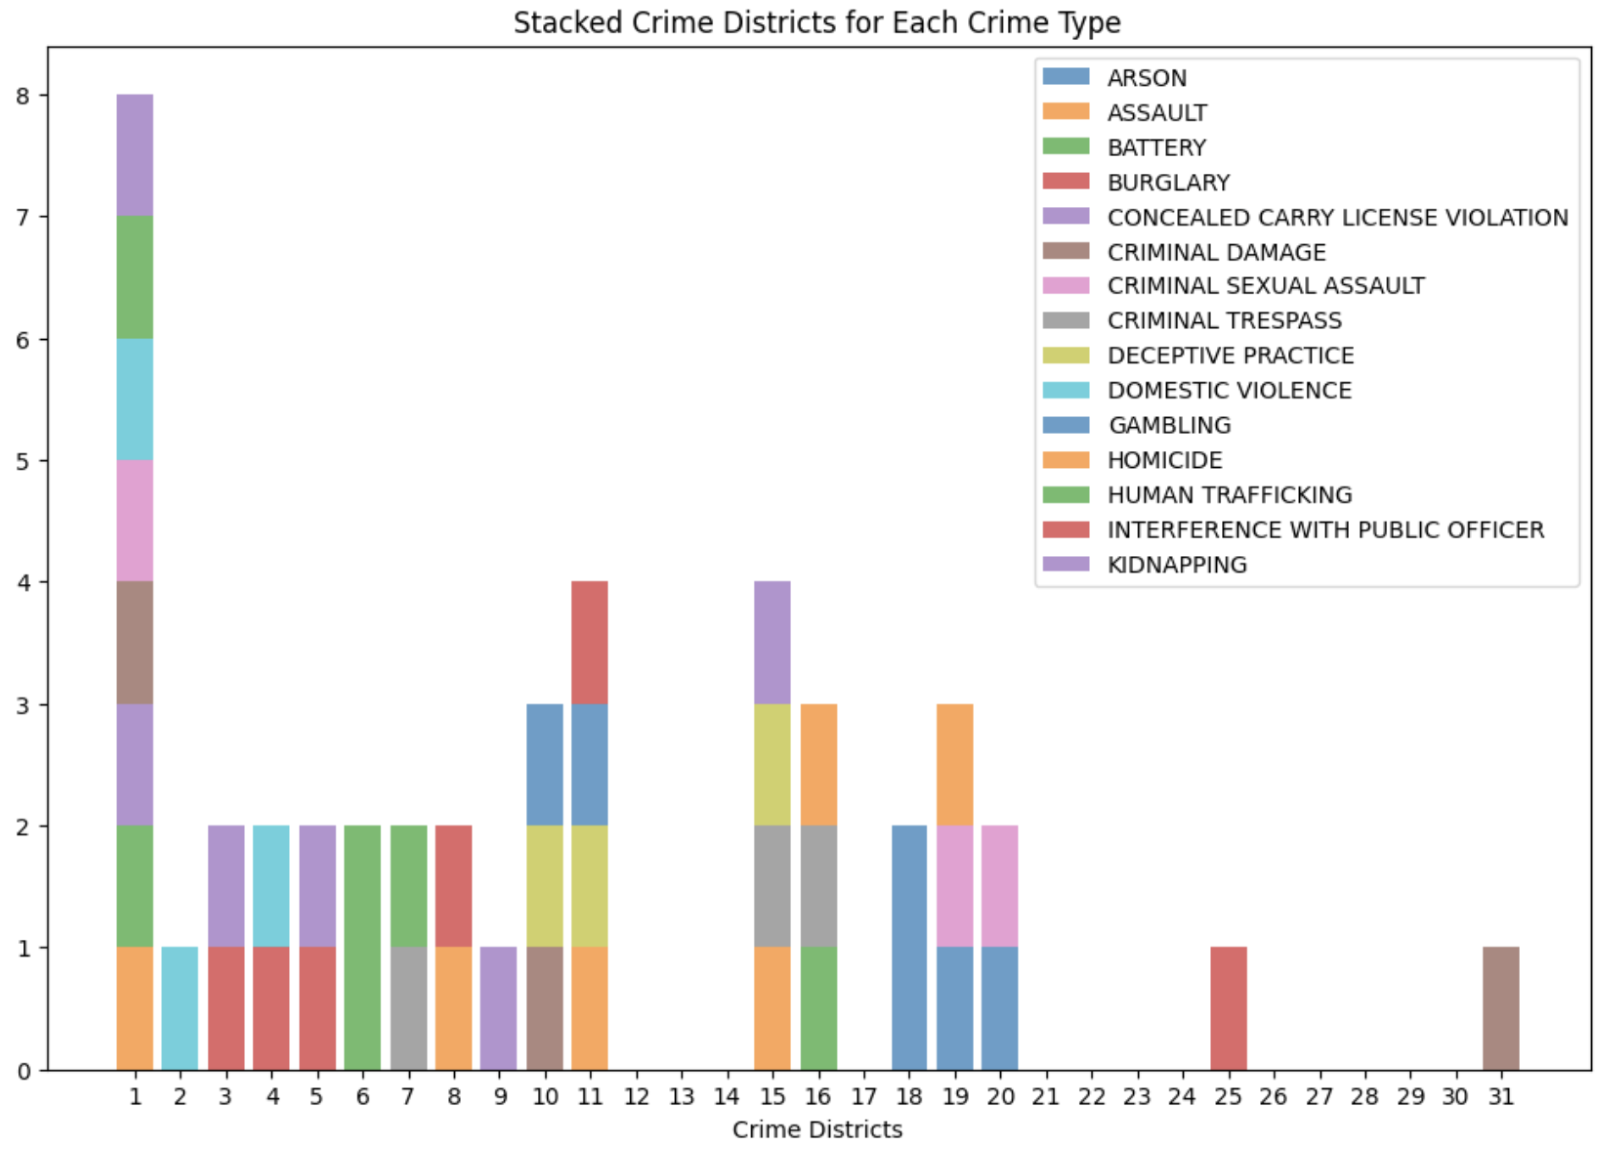 Stacked Crime Districts for Each Crime Type
ARSON
ASSAULT
BATTERY
BURGLARY
CONCEALED CARRY LICENSE VIOLATION
CRIMINAL DAMAGE
CRIMINAL SEXUAL ASSAULT
CRIMINAL TRESPASS
DECEPTIVE PRACTICE
DOMESTIC VIOLENCE
GAMBLING
HOMICIDE
HUMAN TRAFFICKING
INTERFERENCE WITH PUBLIC OFFICER
KIDNAPPING
8
7
6
5
4
3
2
1
0
1 2 3 4 5 6 7 8 9 10 11 12 13 14 15 16 17 18 19 20 21 22 23 24 25 26 27 28 29 30 31
Crime Districts